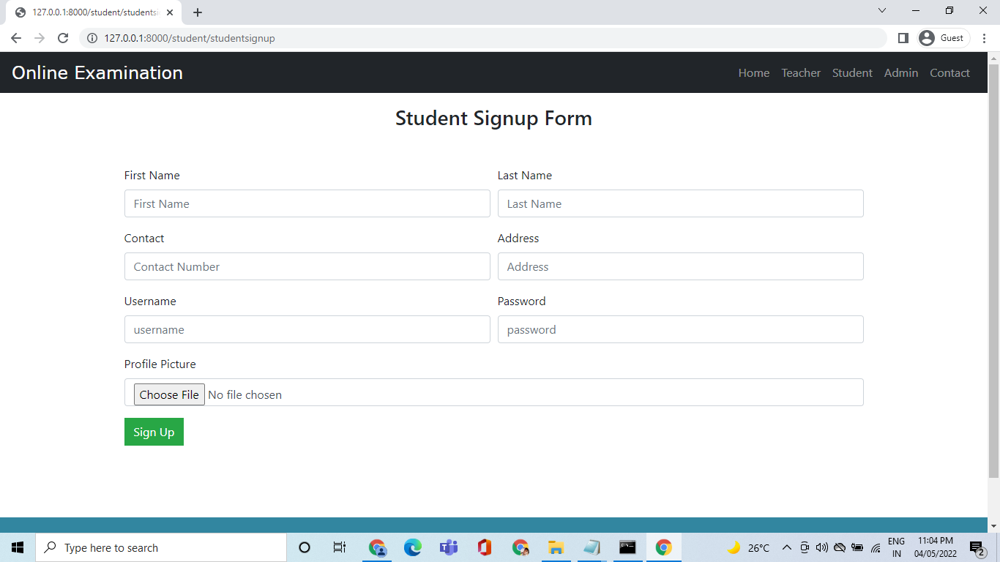 127.0.0.1:8000/student/students
127.0.0.1:8000/student/studentsignup
Guest
Online Examination
Home Teacher Student Admin Contact
Student Signup Form
First Name Last Name
First Name Last Name
Contact Address
Contact Number Address
Username Password
username password
Profile Picture
Choose File No file chosen
Sign Up
Type here to search
26°C
ENG
IN
11:04 PM
04/05/2022
2